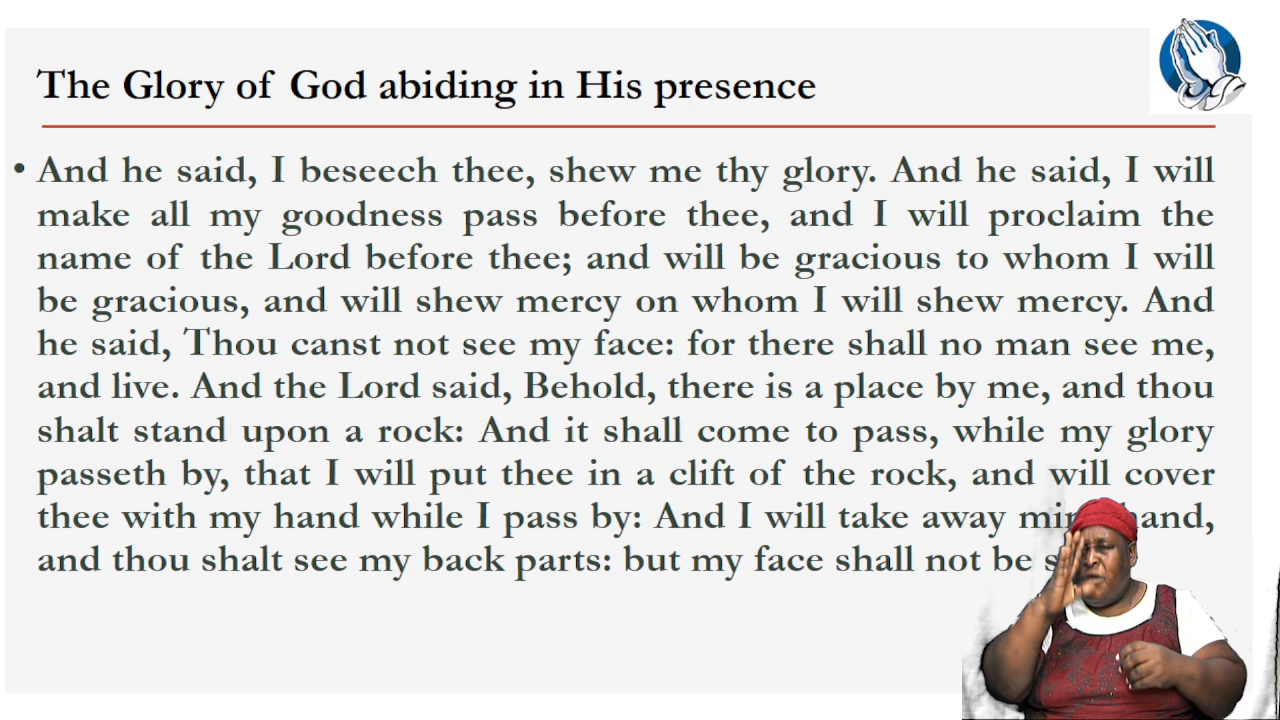 The Glory of God abiding in His presence
• And he said, I beseech thee, shew me thy glory. And he said, I will
make all my goodness pass before thee, and I will proclaim the
name of the Lord before thee; and will be gracious to whom I will
be gracious, and will shew mercy on whom I will shew mercy. And
he said, Thou canst not see my face: for there shall no man see me,
and live. And the Lord said, Behold, there is a place by me, and thou
shalt stand upon a rock: And it shall come to pass, while my glory
passeth by, that I will put thee in a clift of the rock, and will cover
thee with my hand while I pass by: And I will take away
and thou shalt see my back parts: but my face shall not be